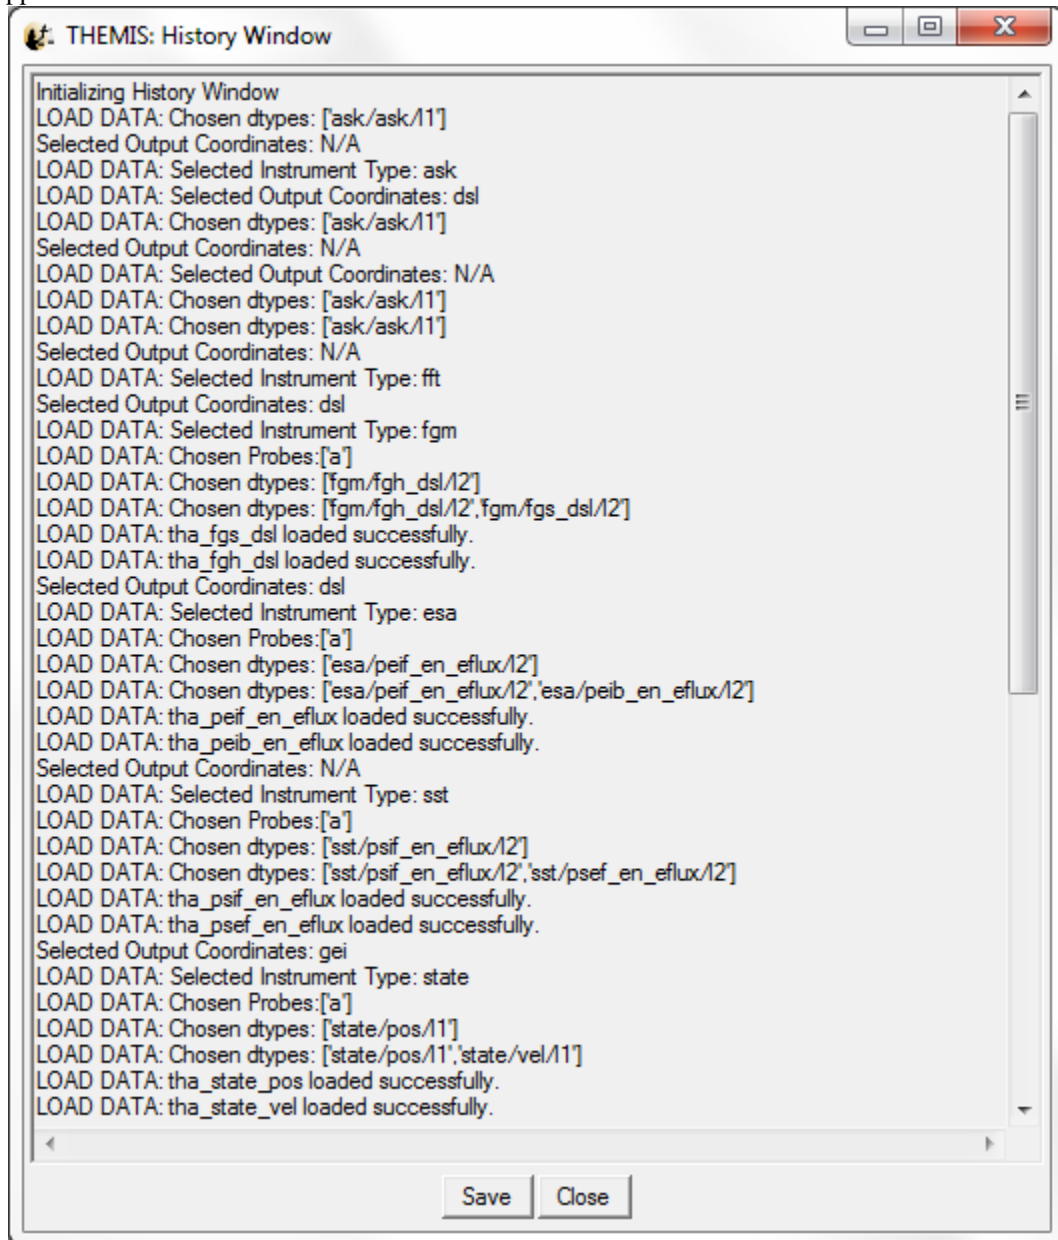 THEMIS: History Window
Initializing History Window
LOAD DATA: Chosen dtypes: ['ask/ask/l1']
Selected Output Coordinates: N/A
LOAD DATA: Selected Instrument Type: ask
LOAD DATA: Selected Output Coordinates: dsl
LOAD DATA: Chosen dtypes: ['ask/ask/l1']
Selected Output Coordinates: N/A
LOAD DATA: Selected Output Coordinates: N/A
LOAD DATA: Chosen dtypes: ['ask/ask/l1']
LOAD DATA: Chosen dtypes: ['ask/ask/l1']
Selected Output Coordinates: N/A
LOAD DATA: Selected Instrument Type: fft
Selected Output Coordinates: dsl
LOAD DATA: Selected Instrument Type: fgm
LOAD DATA: Chosen Probes:['a']
LOAD DATA: Chosen dtypes: ['fgm/fgh_dsl/l2']
LOAD DATA: Chosen dtypes: ['fgm/fgh_dsl/l2','fgm/fgs_dsl/l2']
LOAD DATA: tha_fgs_dsl loaded successfully.
LOAD DATA: tha_fgh_dsl loaded successfully.
Selected Output Coordinates: dsl
LOAD DATA: Selected Instrument Type: esa
LOAD DATA: Chosen Probes:['a']
LOAD DATA: Chosen dtypes: ['esa/peif_en_eflux/l2']
LOAD DATA: Chosen dtypes: ['esa/peif_en_eflux/l2','esa/peib_en_eflux/l2']
LOAD DATA: tha_peif_en_eflux loaded successfully.
LOAD DATA: tha_peib_en_eflux loaded successfully.
Selected Output Coordinates: N/A
LOAD DATA: Selected Instrument Type: sst
LOAD DATA: Chosen Probes:['a']
LOAD DATA: Chosen dtypes: ['sst/psif_en_eflux/l2']
LOAD DATA: Chosen dtypes: ['sst/psif_en_eflux/l2','sst/psef_en_eflux/l2']
LOAD DATA: tha_psif_en_eflux loaded successfully.
LOAD DATA: tha_psef_en_eflux loaded successfully.
Selected Output Coordinates: gei
LOAD DATA: Selected Instrument Type: state
LOAD DATA: Chosen Probes:['a']
LOAD DATA: Chosen dtypes: ['state/pos/l1']
LOAD DATA: Chosen dtypes: ['state/pos/l1','state/vel/l1']
LOAD DATA: tha_state_pos loaded successfully.
LOAD DATA: tha_state_vel loaded successfully.
Save
Close